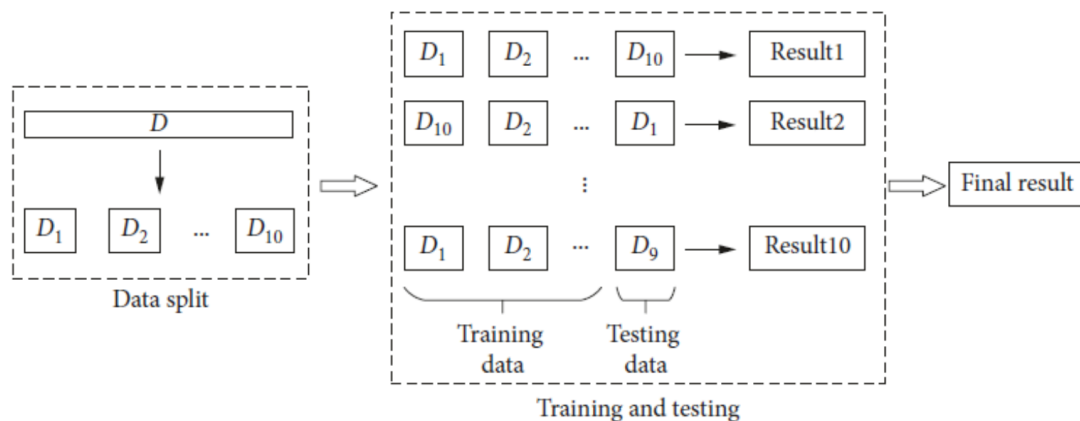 D
D₁ D₂ ... D₁₀
Data split
D₁ D₂ ... D₁₀ Result1
D₁₀ D₂ ... D₁ Result2
⋮
D₁ D₂ ... D₉ Result10
Training Testing
data data
Training and testing
Final result